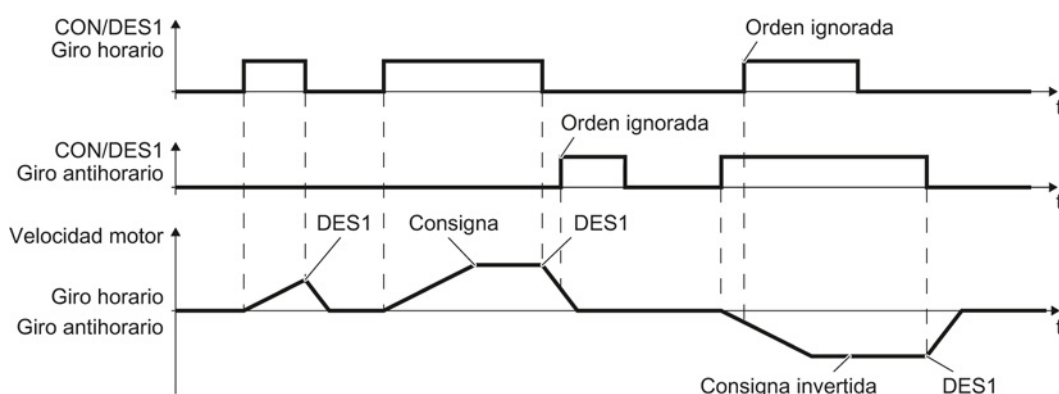 CON/DES1
Giro horario
Orden ignorada
t
CON/DES1
Giro antihorario
Orden ignorada
t
Velocidad motor
DES1
Consigna
DES1
Giro horario
Giro antihorario
t
Consigna invertida
DES1